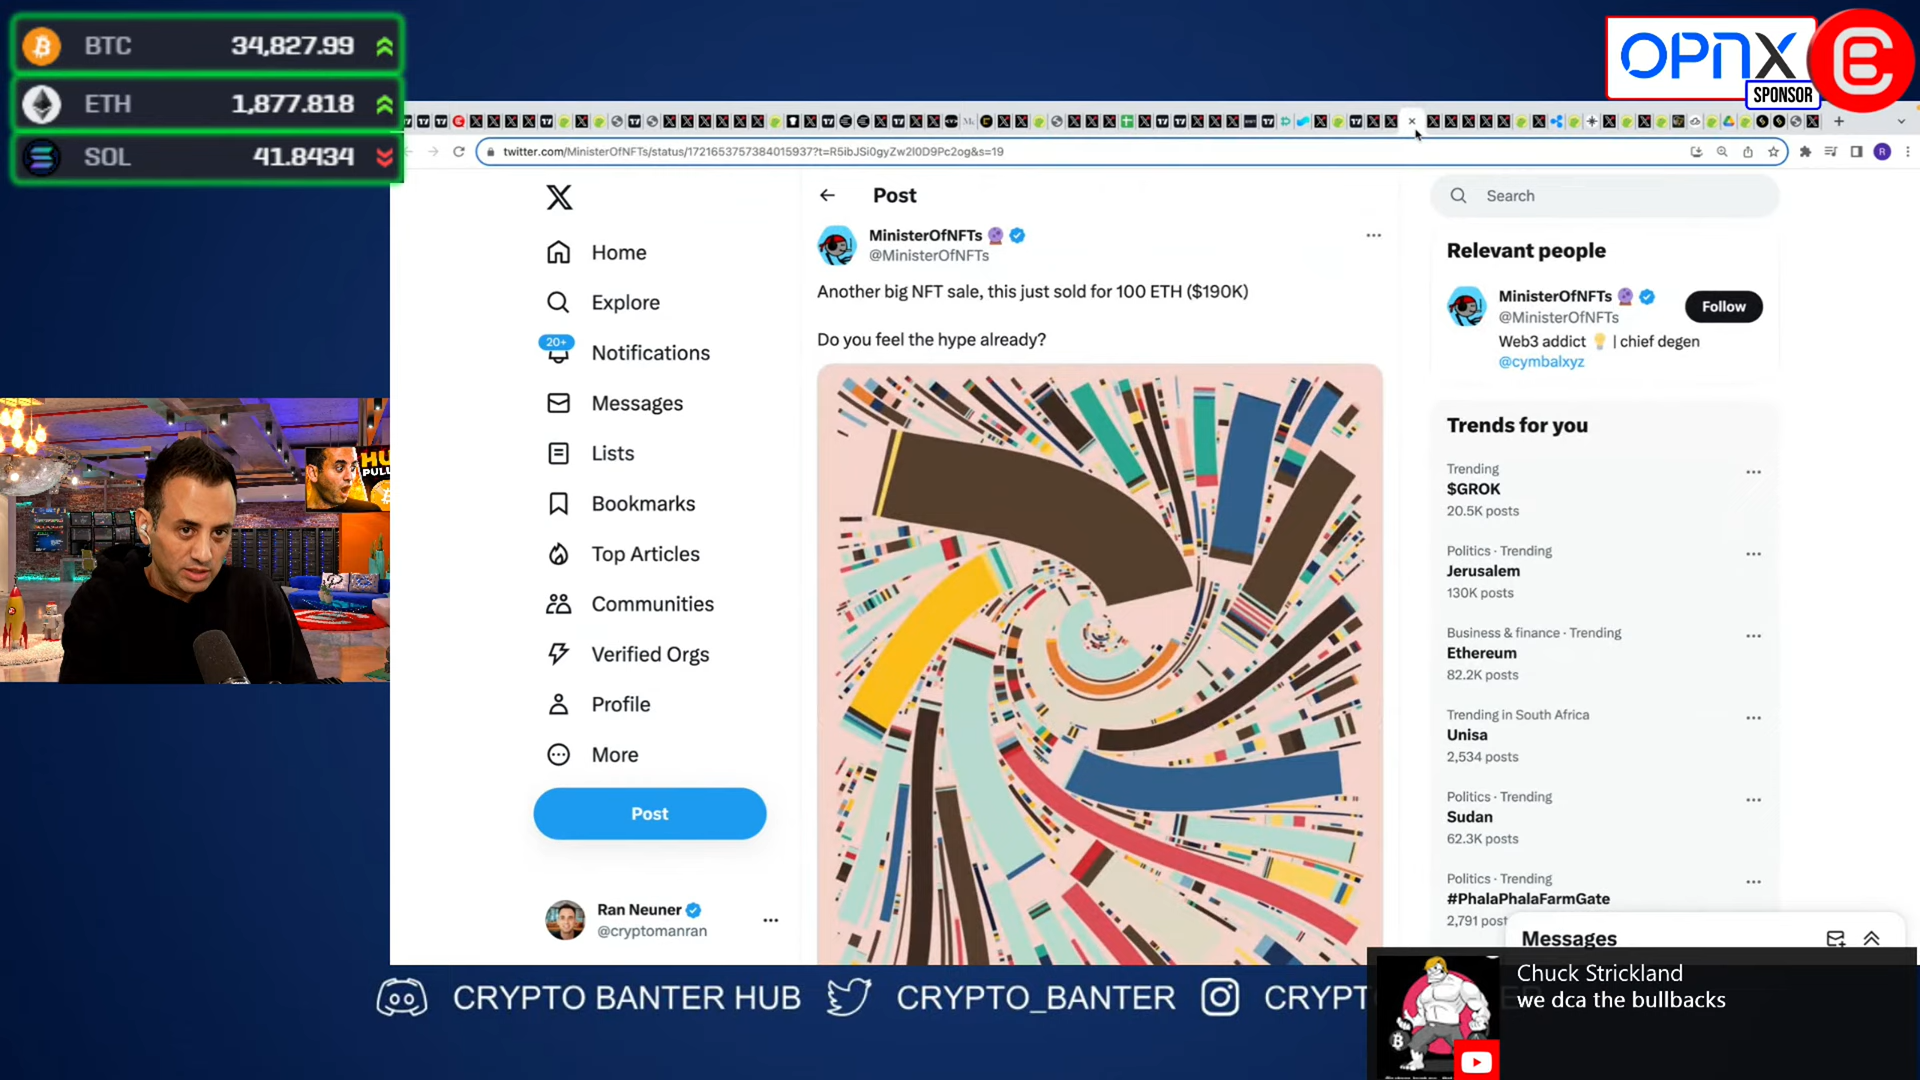 BTC 34,827.99
ETH 1,877.818
SOL 41.8434
OPNX
SPONSOR
twitter.com/MinisterOfNFTs/status/1721653757384015937?t=R5ibJSi0gyZw2I0D9Pc2og&s=19
Home
Explore
20+
Notifications
Messages
Lists
Bookmarks
Top Articles
Communities
Verified Orgs
Profile
More
Post
Ran Neuner
@cryptomanran
Post
MinisterOfNFTs
@MinisterOfNFTs
Another big NFT sale, this just sold for 100 ETH ($190K)
Do you feel the hype already?
Search
Relevant people
MinisterOfNFTs
@MinisterOfNFTs
Follow
Web3 addict | chief degen
@cymbalxyz
Trends for you
Trending
$GROK
20.5K posts
Politics · Trending
Jerusalem
130K posts
Business & finance · Trending
Ethereum
82.2K posts
Trending in South Africa
Unisa
2,534 posts
Politics · Trending
Sudan
62.3K posts
Politics · Trending
#PhalaPhalaFarmGate
2,791 post
Messages
CRYPTO BANTER HUB
CRYPTO_BANTER
CRYPT
Chuck Strickland
we dca the bullbacks